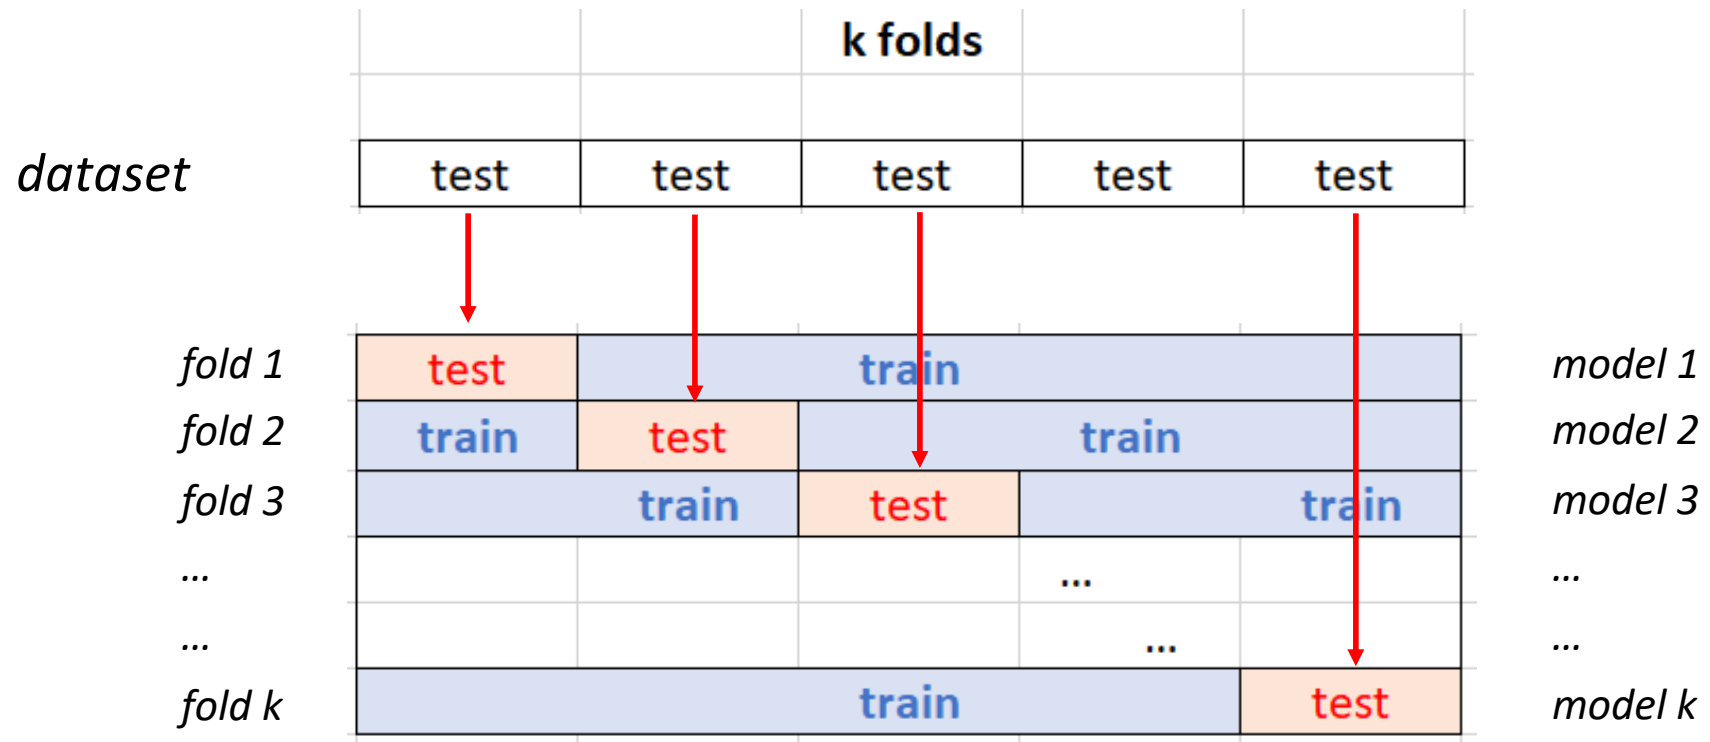 k folds
dataset test test test test test
fold 1 test train model 1
fold 2 train test train model 2
fold 3 train test train model 3
... ... ...
... ... ...
fold k train test model k